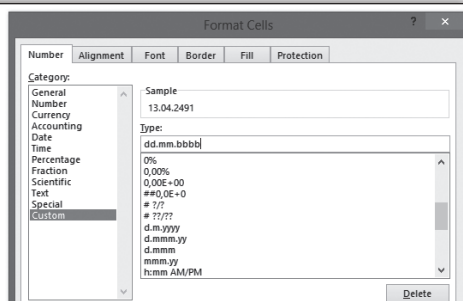 Format Cells
? ×
Number Alignment Font Border Fill Protection
Category:
General
Number
Currency
Accounting
Date
Time
Percentage
Fraction
Scientific
Text
Special
Custom
Sample
13.04.2491
Type:
dd.mm.bbbb
0%
0,00%
0,00E+00
##0,0E+0
# ?/?
# ??/??
d.m.yyyy
d.mmm.yy
d.mmm
mmm.yy
h:mm AM/PM
Delete